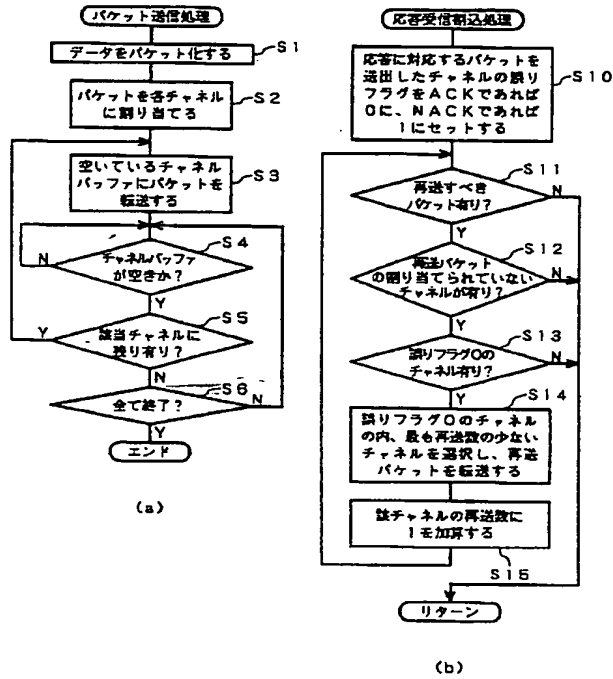 パケット送信処理
データをパケット化する
S1
パケットを各チャネル
に割り当てる
S2
空いているチャネル
バッファにパケットを
転送する
S3
チャネルバッファ
が空きか？
S4
N
Y
該当チャネルに
残り有り？
S5
Y
N
全て終了？
S6
N
Y
エンド
(a)
応答受信割込処理
応答に対応するパケットを
送出したチャネルの誤り
フラグをACKであれば
0に、NACKであれば
1にセットする
S10
再送すべき
パケット有り？
S11
N
Y
再送パケット
の割り当てられていない
チャネルが有り？
S12
N
Y
誤りフラグ0の
チャネル有り？
S13
N
Y
誤りフラグ0のチャネル
の内、最も再送数の少ない
チャネルを選択し、再送
パケットを転送する
S14
該チャネルの再送数に
1を加算する
S15
リターン
(b)